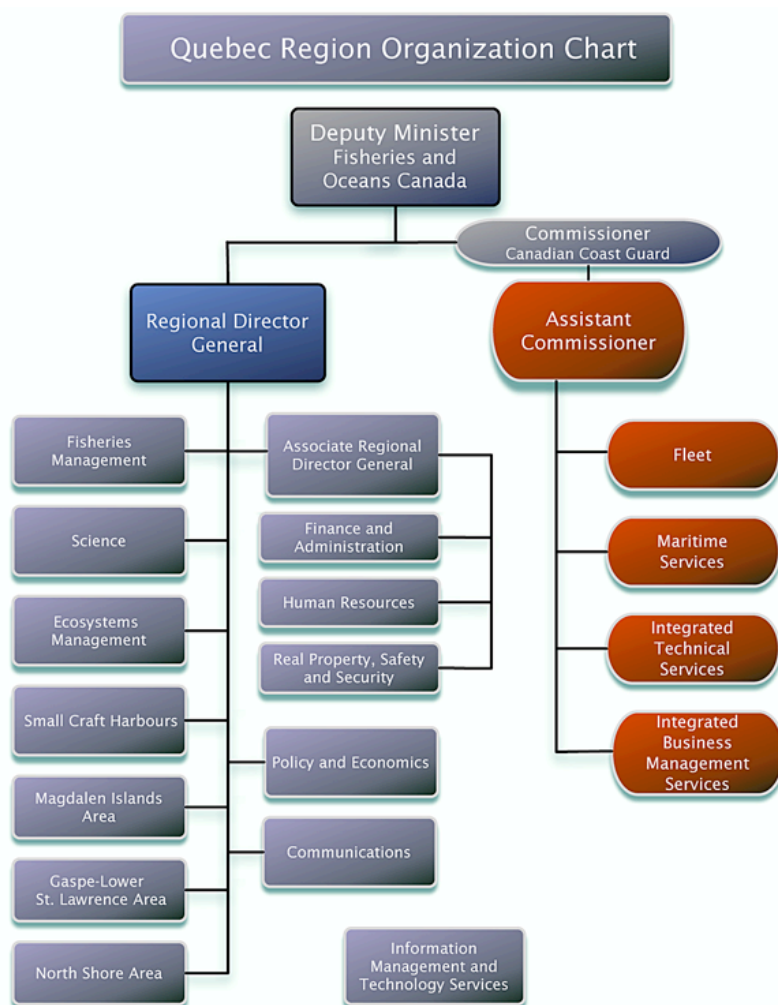 Quebec Region Organization Chart
Deputy Minister
Fisheries and
Oceans Canada
Commissioner
Canadian Coast Guard
Regional Director
General
Assistant
Commissioner
Fisheries
Management
Associate Regional
Director General
Fleet
Science
Finance and
Administration
Maritime
Services
Ecosystems
Management
Human Resources
Integrated
Technical
Services
Real Property, Safety
and Security
Small Craft Harbours
Policy and Economics
Integrated
Business
Management
Services
Magdalen Islands
Area
Communications
Gaspe-Lower
St. Lawrence Area
North Shore Area
Information
Management and
Technology Services